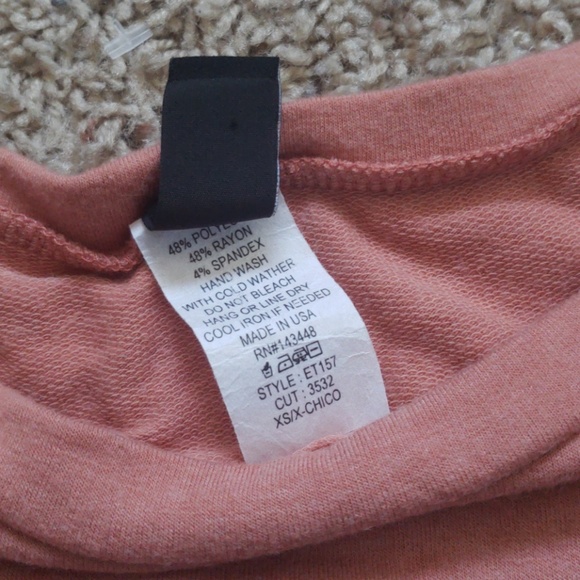 48% POLYES
48% RAYON
4% SPANDEX
HAND WASH
WITH COLD WATHER
DO NOT BLEACH
HANG OR LINE DRY
COOL IRON IF NEEDED
MADE IN USA
RN#143448
STYLE : ET157
CUT : 3532
XS/X-CHICO